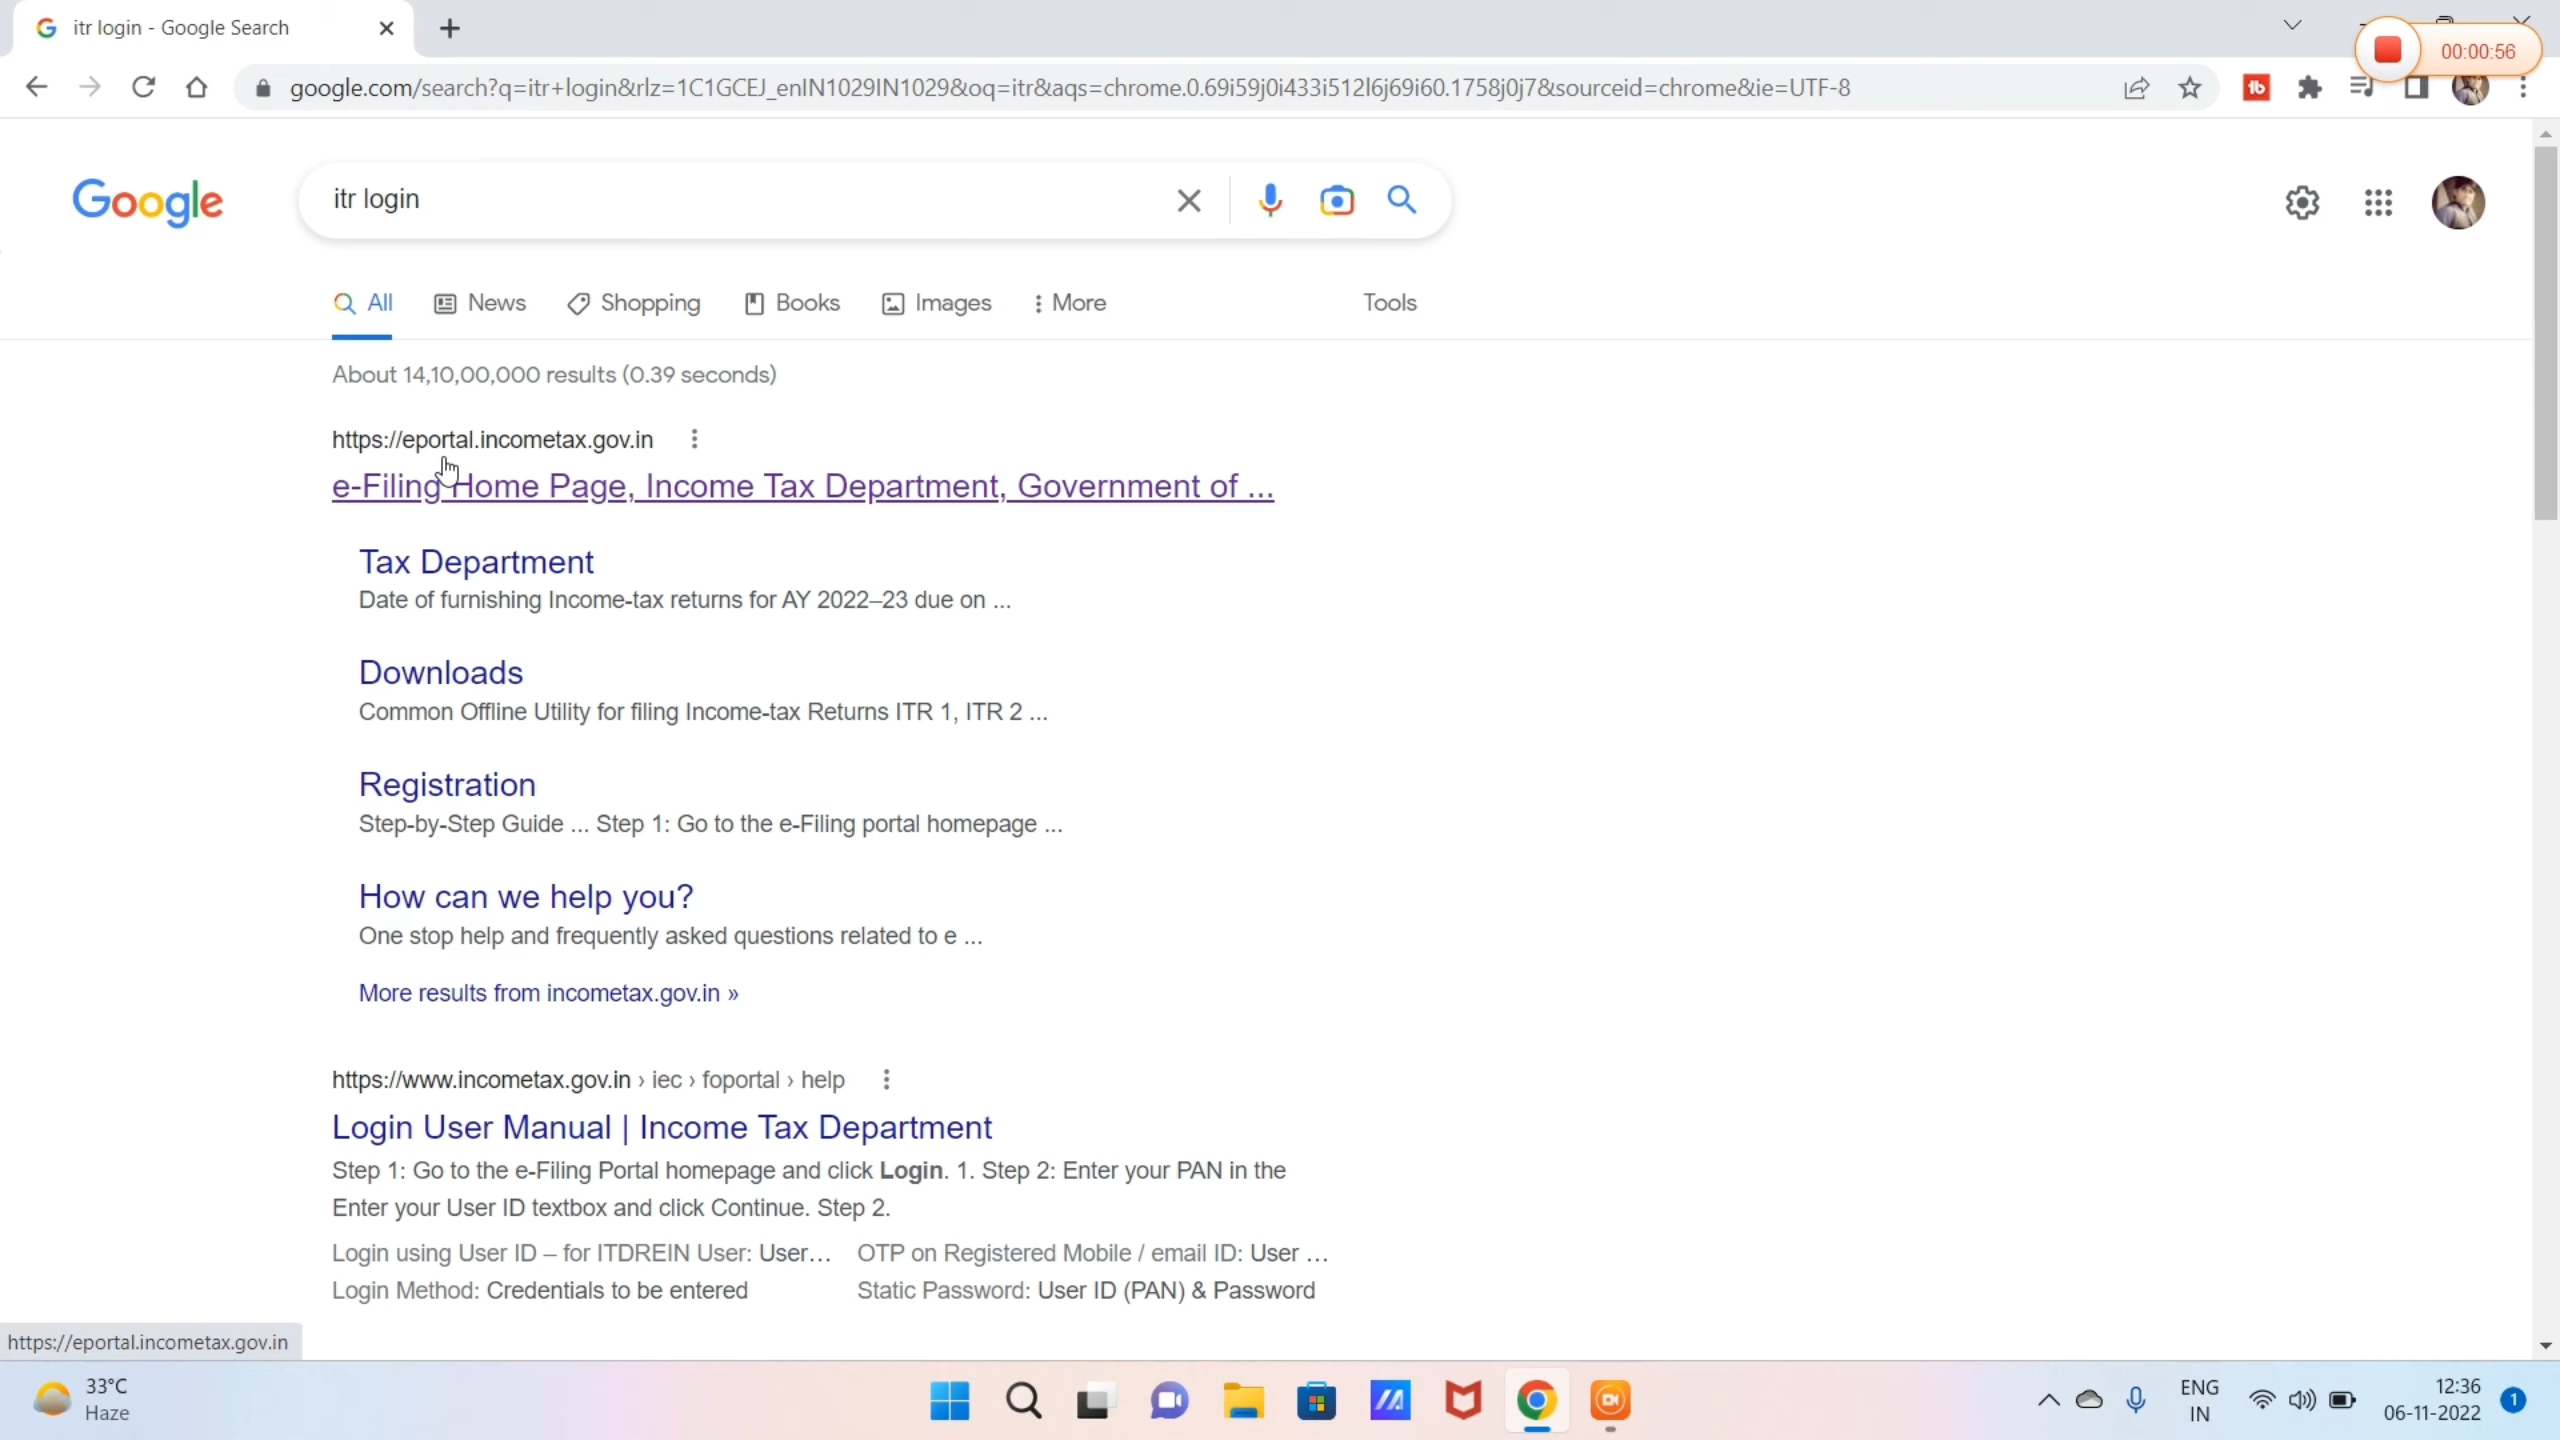 itr login - Google Search
00:00:56
google.com/search?q=itr+login&rlz=1C1GCEJ_enIN1029IN1029&oq=itr&aqs=chrome.0.69i59j0i433i512l6j69i60.1758j0j7&sourceid=chrome&ie=UTF-8
Google
itr login
All News Shopping Books Images More Tools
About 14,10,00,000 results (0.39 seconds)
https://eportal.incometax.gov.in
e-Filing Home Page, Income Tax Department, Government of ...
Tax Department
Date of furnishing Income-tax returns for AY 2022–23 due on ...
Downloads
Common Offline Utility for filing Income-tax Returns ITR 1, ITR 2 ...
Registration
Step-by-Step Guide ... Step 1: Go to the e-Filing portal homepage ...
How can we help you?
One stop help and frequently asked questions related to e ...
More results from incometax.gov.in »
https://www.incometax.gov.in › iec › foportal › help
Login User Manual | Income Tax Department
Step 1: Go to the e-Filing Portal homepage and click Login. 1. Step 2: Enter your PAN in the
Enter your User ID textbox and click Continue. Step 2.
Login using User ID – for ITDREIN User: User... OTP on Registered Mobile / email ID: User ...
Login Method: Credentials to be entered Static Password: User ID (PAN) & Password
https://eportal.incometax.gov.in
33°C
Haze
ENG
IN
12:36
06-11-2022
1